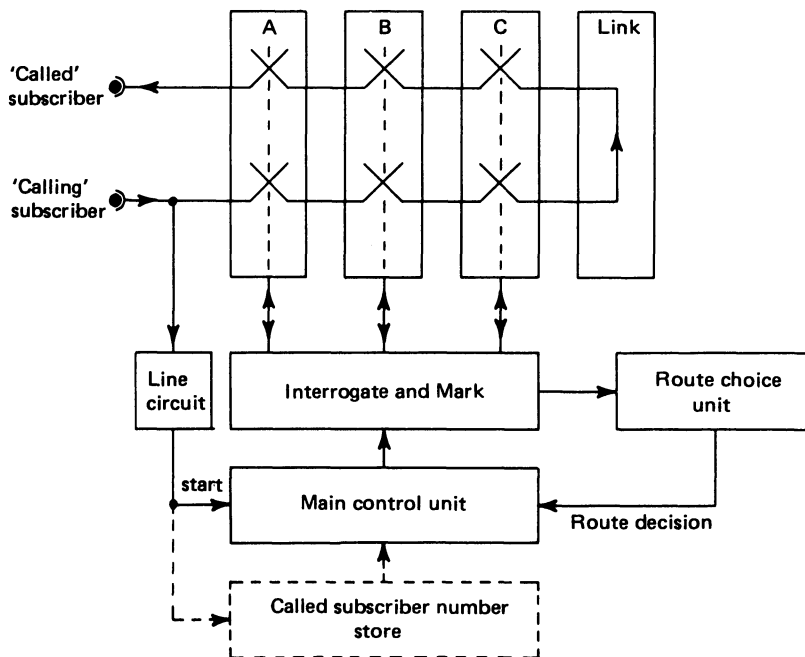 A
B
C
Link
‘Called’
subscriber
‘Calling’
subscriber
Line
circuit
Interrogate and Mark
Route choice
unit
start
Main control unit
Route decision
Called subscriber number
store